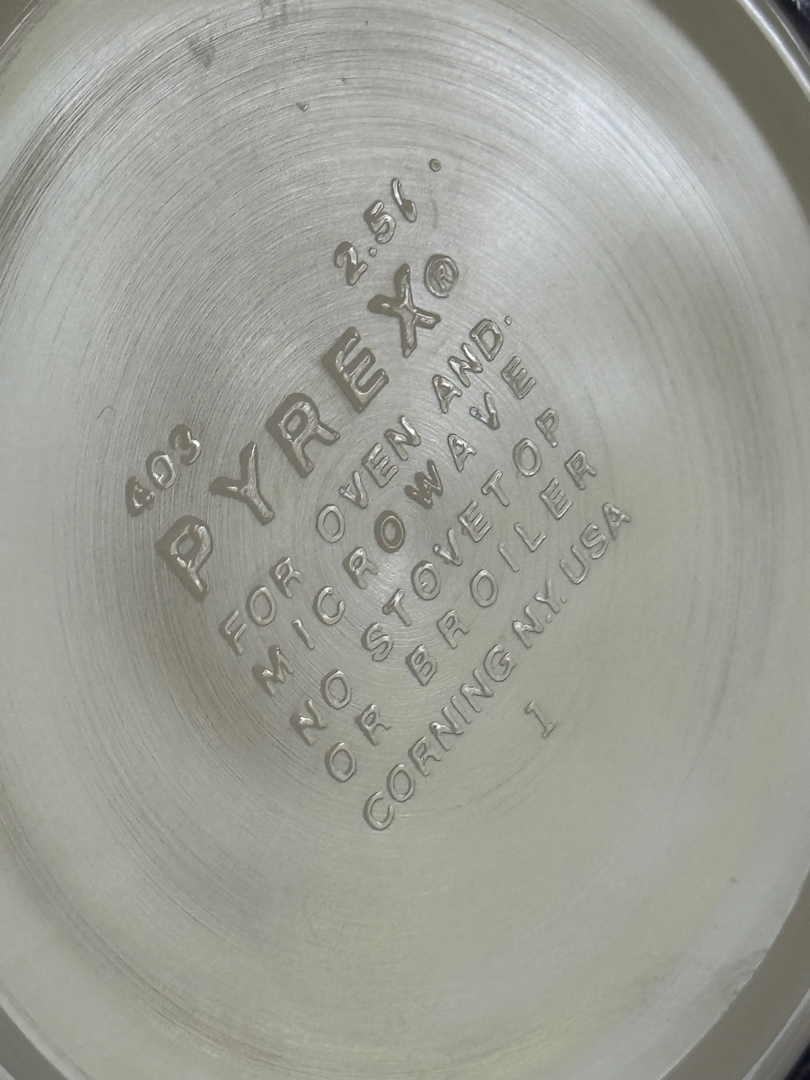 403 2.5L
PYREX®
FOR OVEN AND
MICROWAVE
NO STOVETOP
OR BROILER
CORNING N.Y. USA
1